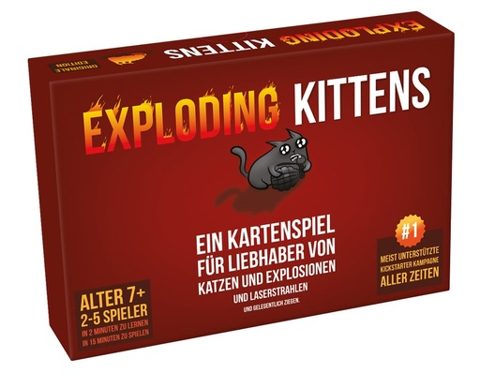 EXPLODING KITTENS
ORIGINALE
EDITION
EXPLODING KITTENS
EIN KARTENSPIEL
FÜR LIEBHABER VON
KATZEN UND EXPLOSIONEN
UND LASERSTRAHLEN
UND GELEGENTLICH ZIEGEN.
#1
MEIST UNTERSTÜTZTE
KICKSTARTER KAMPAGNE
ALLER ZEITEN
ALTER 7+
2-5 SPIELER
IN 2 MINUTEN ZU LERNEN
IN 15 MINUTEN ZU SPIELEN